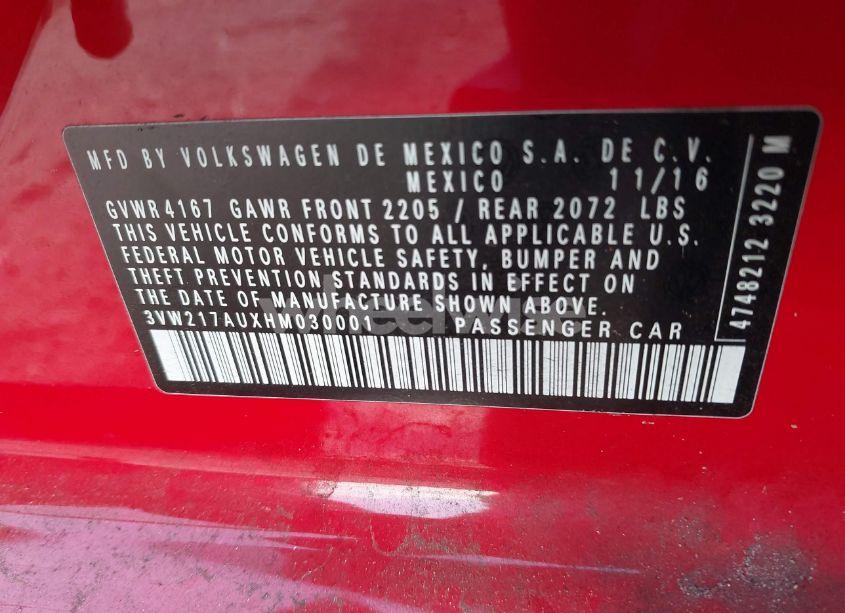 MFD BY VOLKSWAGEN DE MEXICO S.A. DE C.V.
MEXICO 11/16
GVWR 4167 GAWR FRONT 2205 / REAR 2072 LBS
THIS VEHICLE CONFORMS TO ALL APPLICABLE U.S.
FEDERAL MOTOR VEHICLE SAFETY, BUMPER AND
THEFT PREVENTION STANDARDS IN EFFECT ON
THE DATE OF MANUFACTURE SHOWN ABOVE.
3VW217AUXHM030001 PASSENGER CAR
4748212 3220 M